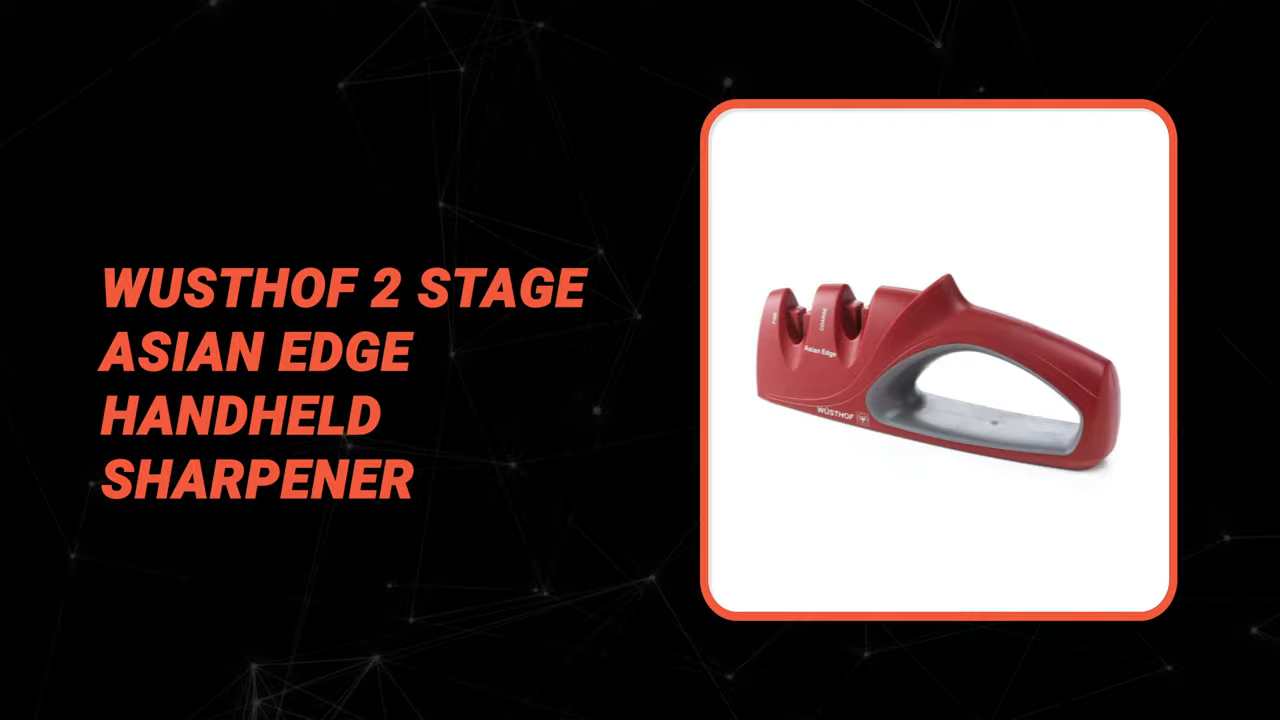 WUSTHOF 2 STAGE
ASIAN EDGE
HANDHELD
SHARPENER
FINE
COARSE
Asian Edge
WÜSTHOF